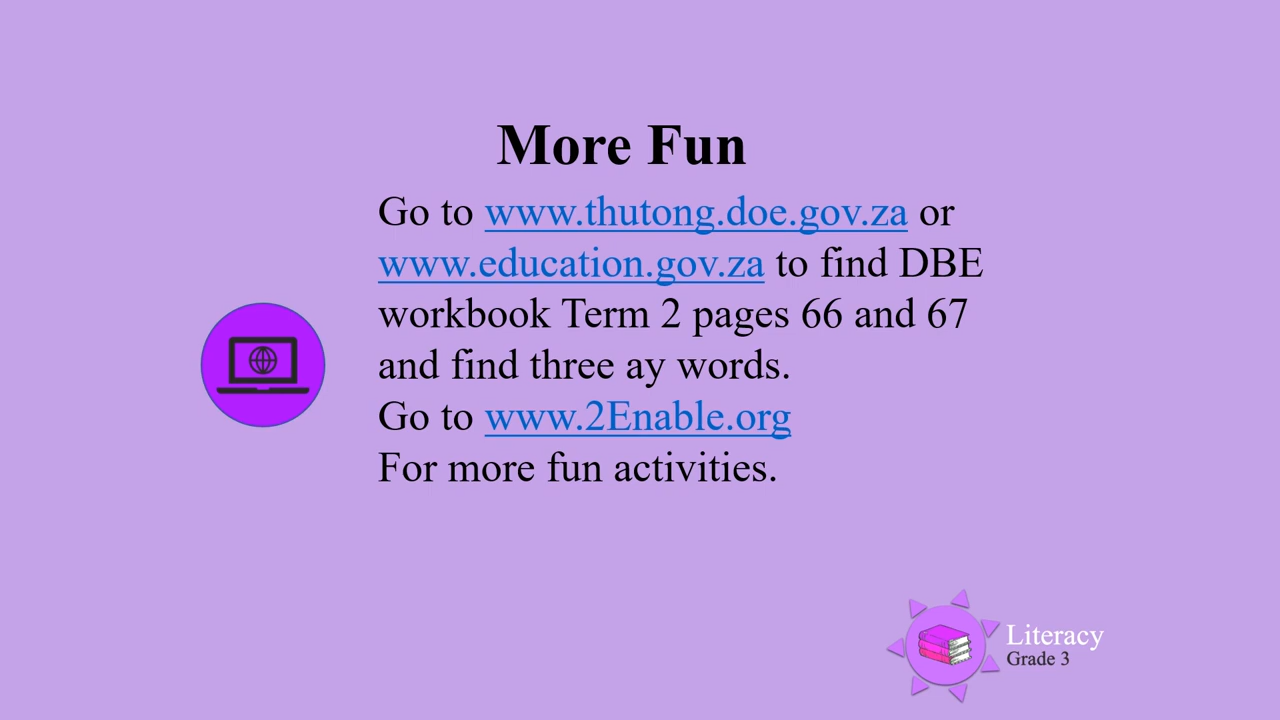 More Fun
Go to www.thutong.doe.gov.za or
www.education.gov.za to find DBE
workbook Term 2 pages 66 and 67
and find three ay words.
Go to www.2Enable.org
For more fun activities.
Literacy
Grade 3